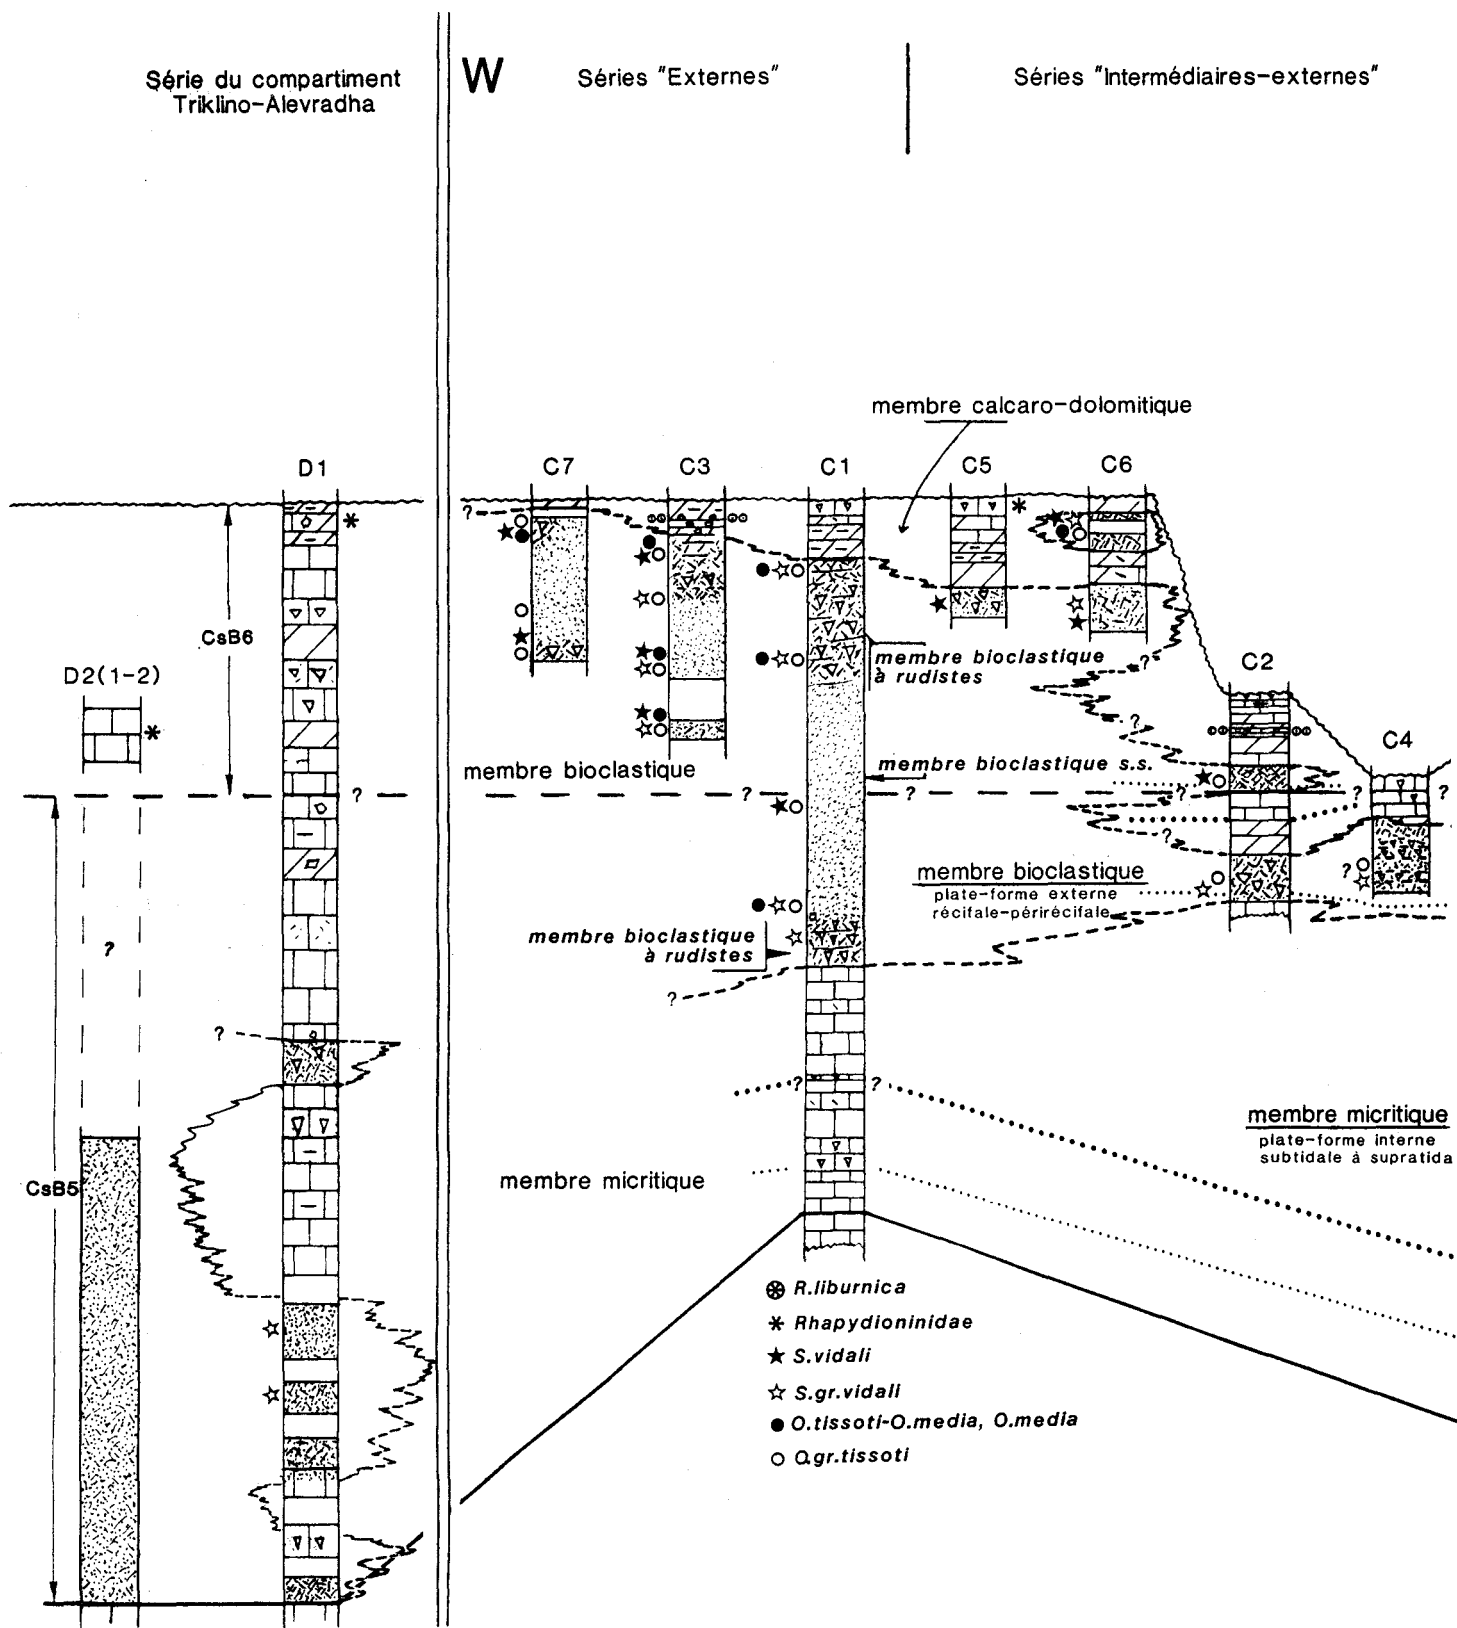 Série du compartiment
Triklino-Alevradha
W
Séries "Externes"
Séries "Intermédiaires-externes"
membre calcaro-dolomitique
D1
C7
C3
C1
C5
C6
?
CsB6
membre bioclastique
à rudistes
?
C2
D2(1-2)
?
C4
membre bioclastique
membre bioclastique s.s.
?
?
?
?
?
?
?
?
membre bioclastique
plate-forme externe
récifale-périrécifale
?
membre bioclastique
à rudistes
?
?
?
?
?
membre micritique
plate-forme interne
subtidale à supratida
membre micritique
CsB5
R.liburnica
Rhapydioninidae
S.vidali
S.gr.vidali
O.tissoti-O.media, O.media
O.gr.tissoti